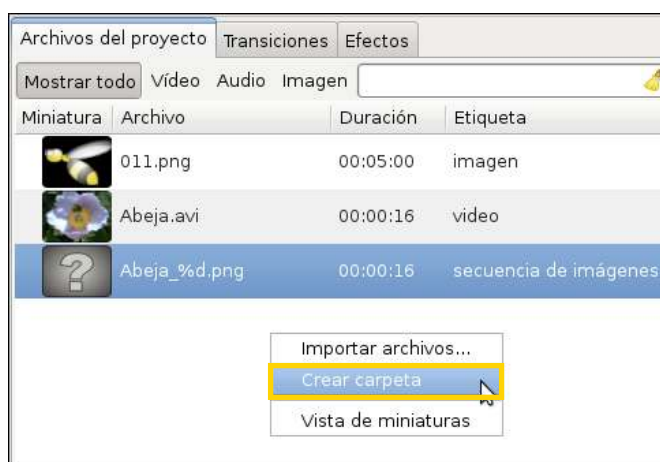 Archivos del proyecto Transiciones Efectos
Mostrar todo Vídeo Audio Imagen
Miniatura Archivo Duración Etiqueta
011.png 00:05:00 imagen
Abeja.avi 00:00:16 video
Abeja_%d.png 00:00:16 secuencia de imágenes
Importar archivos...
Crear carpeta
Vista de miniaturas